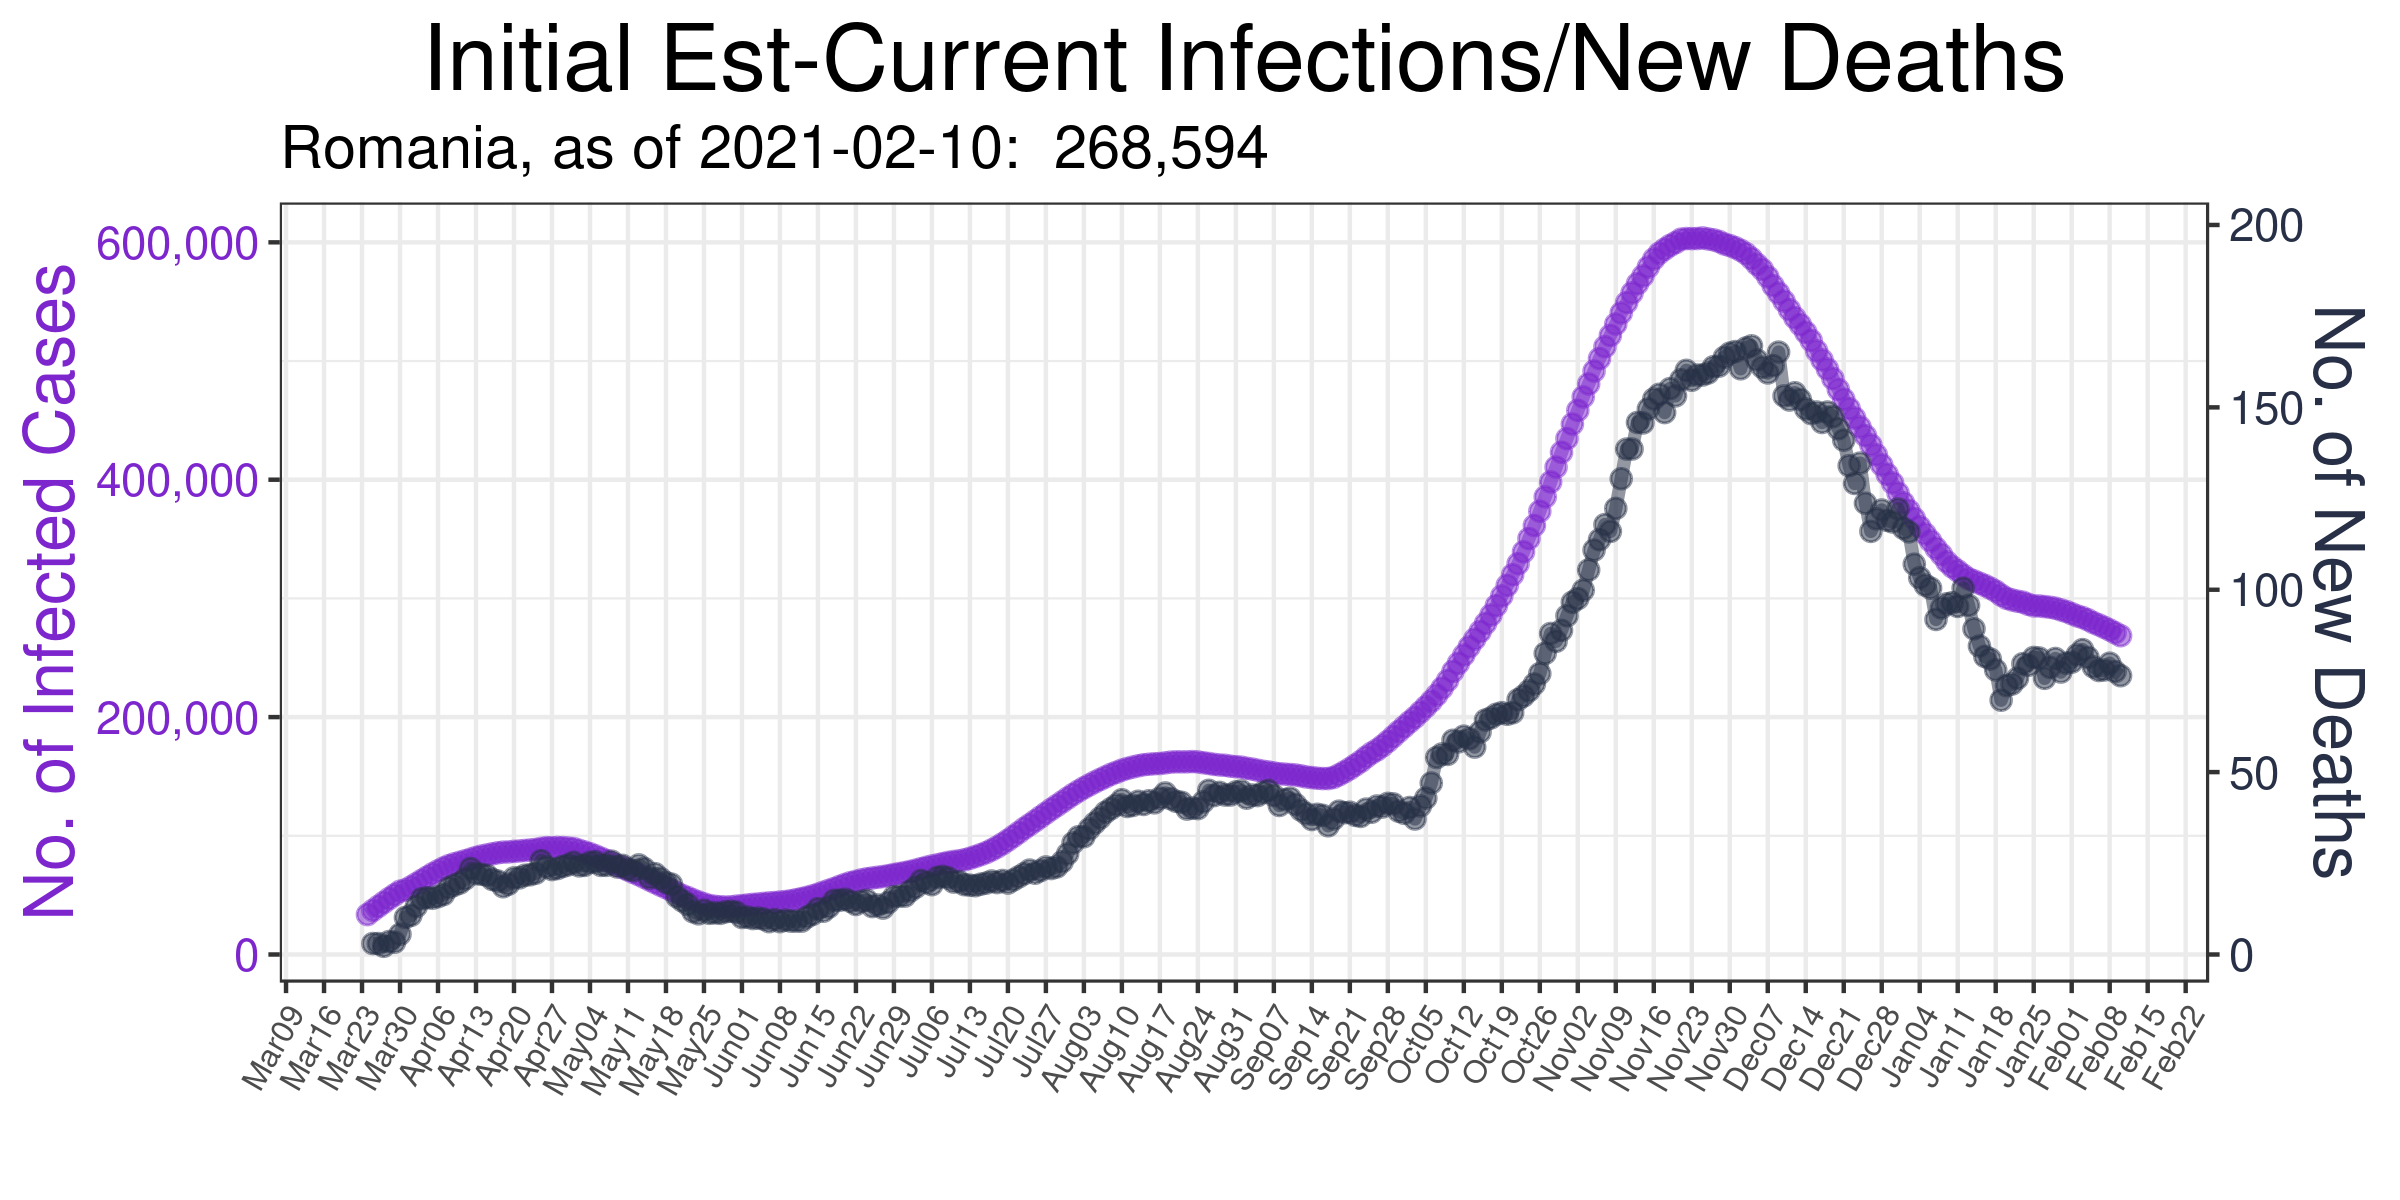 Initial Est-Current Infections/New Deaths
Romania, as of 2021-02-10:  268,594
No. of Infected Cases
600,000
400,000
200,000
0
200
150
100
50
0
No. of New Deaths
Mar09
Mar16
Mar23
Mar30
Apr06
Apr13
Apr20
Apr27
May04
May11
May18
May25
Jun01
Jun08
Jun15
Jun22
Jun29
Jul06
Jul13
Jul20
Jul27
Aug03
Aug10
Aug17
Aug24
Aug31
Sep07
Sep14
Sep21
Sep28
Oct05
Oct12
Oct19
Oct26
Nov02
Nov09
Nov16
Nov23
Nov30
Dec07
Dec14
Dec21
Dec28
Jan04
Jan11
Jan18
Jan25
Feb01
Feb08
Feb15
Feb22